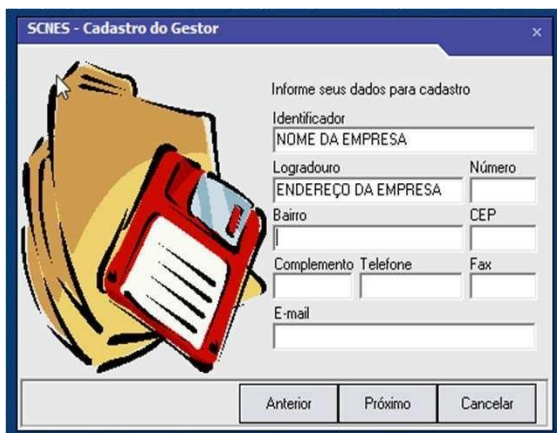 SCNES - Cadastro do Gestor
Informe seus dados para cadastro
Identificador
NOME DA EMPRESA
Logradouro Número
ENDEREÇO DA EMPRESA
Bairro CEP
Complemento Telefone Fax
E-mail
Anterior Próximo Cancelar